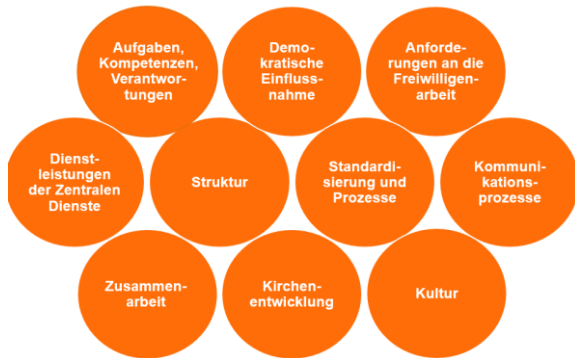 Aufgaben,
Kompetenzen,
Verantwor-
tungen
Demo-
kratische
Einfluss-
nahme
Anforde-
rungen an die
Freiwilligen-
arbeit
Dienst-
leistungen
der Zentralen
Dienste
Struktur
Standardi-
sierung und
Prozesse
Kommuni-
kations-
prozesse
Zusammen-
arbeit
Kirchen-
entwicklung
Kultur